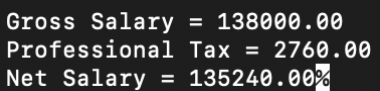 Gross Salary = 138000.00
Professional Tax = 2760.00
Net Salary = 135240.00%